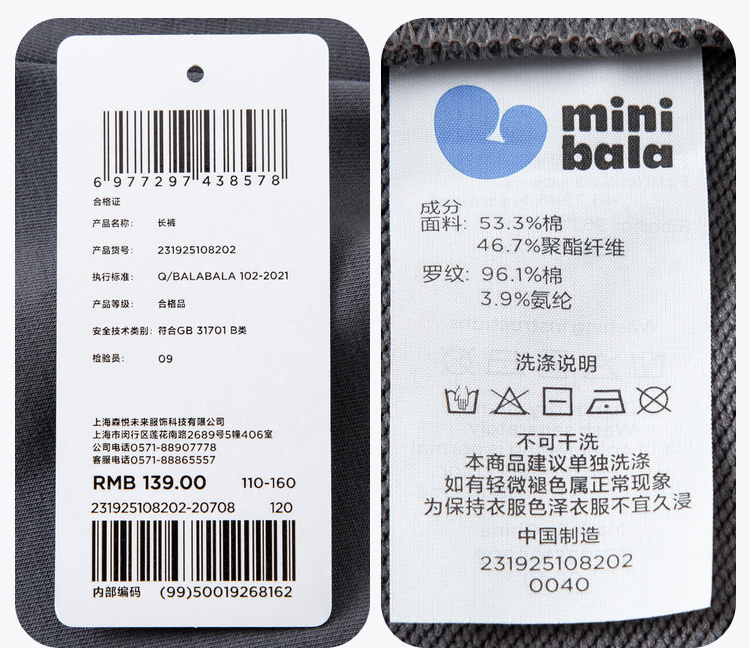 6 977297 438578
合格证
产品名称: 长裤
产品货号: 231925108202
执行标准: Q/BALABALA 102-2021
产品等级: 合格品
安全技术类别: 符合GB 31701 B类
检验员: 09
上海森悦未来服饰科技有限公司
上海市闵行区莲花南路2689号5幢406室
公司电话0571-88907778
客服电话0571-88865557
RMB 139.00 110-160
231925108202-20708 120
内部编码 (99)50019268162
mini
bala
成分
面料: 53.3%棉
46.7%聚酯纤维
罗纹: 96.1%棉
3.9%氨纶
洗涤说明
不可干洗
本商品建议单独洗涤
如有轻微褪色属正常现象
为保持衣服色泽衣服不宜久浸
中国制造
231925108202
0040